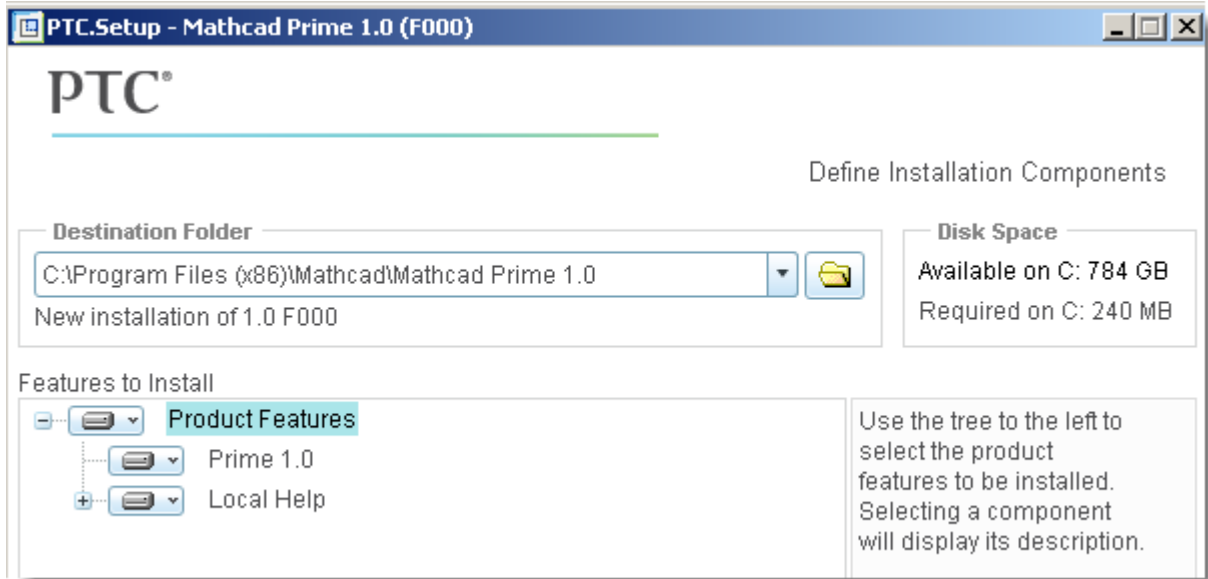 PTC.Setup - Mathcad Prime 1.0 (F000)
PTC®
Define Installation Components
Destination Folder
C:\Program Files (x86)\Mathcad\Mathcad Prime 1.0
New installation of 1.0 F000
Disk Space
Available on C: 784 GB
Required on C: 240 MB
Features to Install
Product Features
Prime 1.0
Local Help
Use the tree to the left to
select the product
features to be installed.
Selecting a component
will display its description.